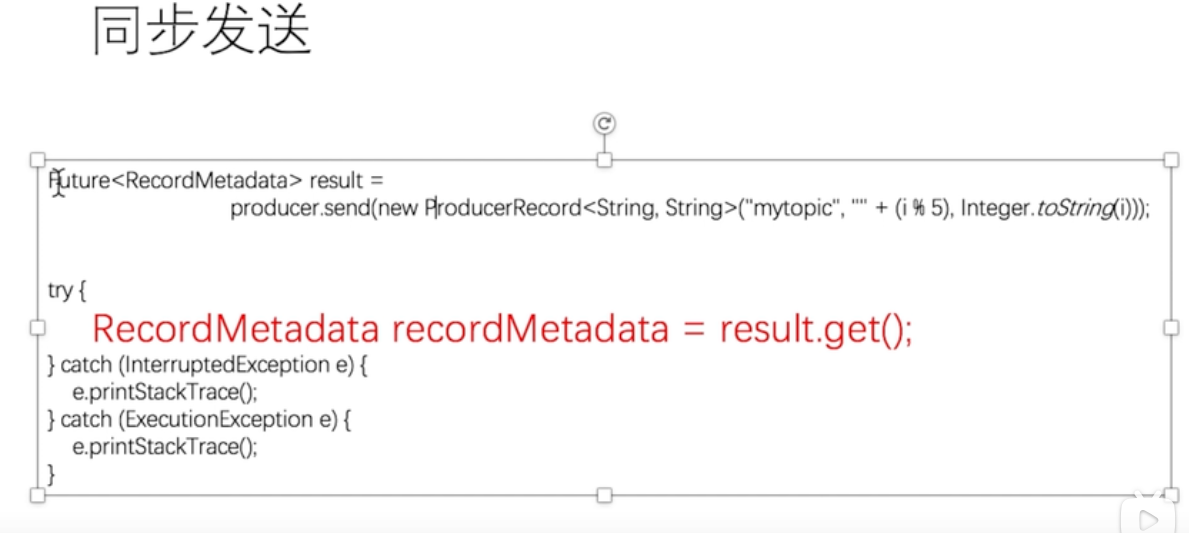 同步发送
Future<RecordMetadata> result =
producer.send(new ProducerRecord<String, String>("mytopic", "" + (i % 5), Integer.toString(i)));
try {
RecordMetadata recordMetadata = result.get();
} catch (InterruptedException e) {
e.printStackTrace();
} catch (ExecutionException e) {
e.printStackTrace();
}